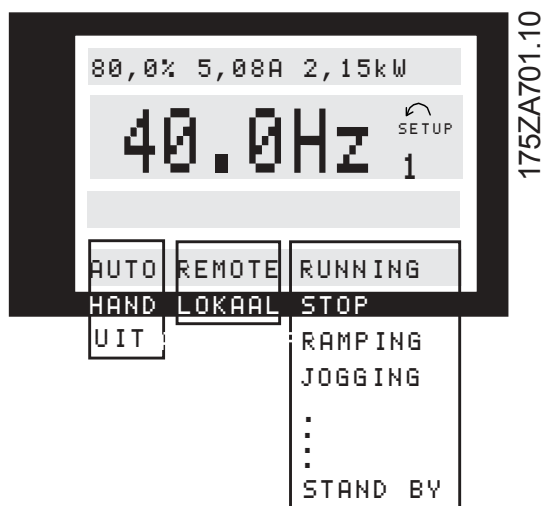 80,0% 5,08A 2,15kW
40.0Hz
SETUP
1
AUTO REMOTE RUNNING
HAND LOKAAL STOP
UIT RAMPING
JOGGING
STAND BY
175ZA701.10